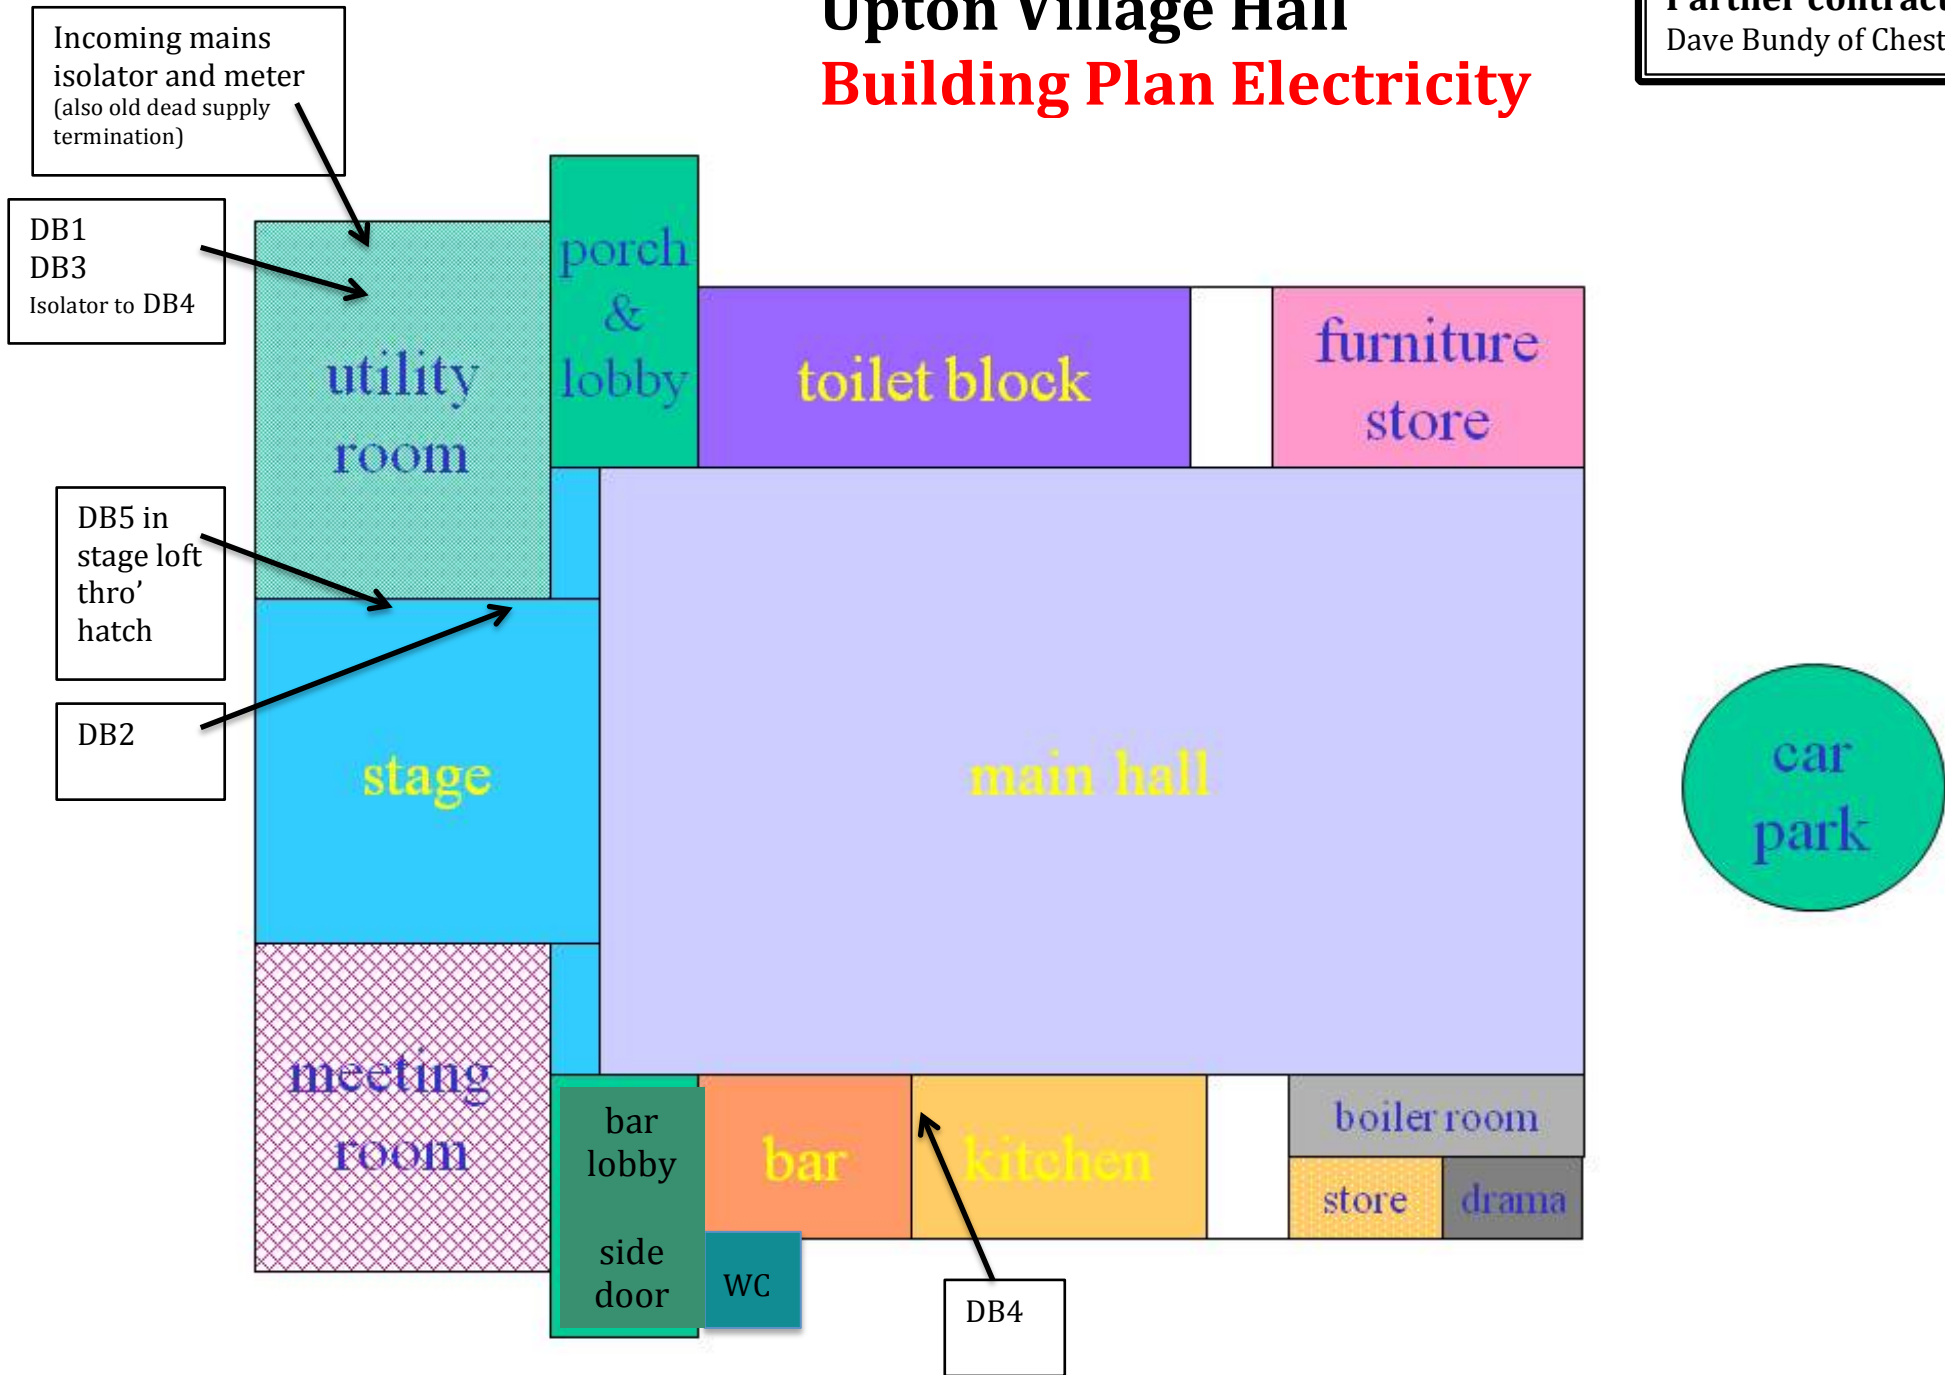 Upton Village Hall
Building Plan Electricity
Dave Bundy of Chest
Incoming mains
isolator and meter
(also old dead supply
termination)
DB1
DB3
Isolator to DB4
DB5 in
stage loft
thro’
hatch
DB2
utility
room
porch
&
lobby
toilet block
furniture
store
stage
main hall
car
park
meeting
room
bar
lobby
side
door
WC
bar
kitchen
boiler room
store
drama
DB4